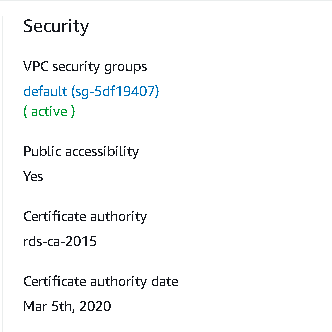 Security
VPC security groups
default (sg-5df19407)
( active )
Public accessibility
Yes
Certificate authority
rds-ca-2015
Certificate authority date
Mar 5th, 2020